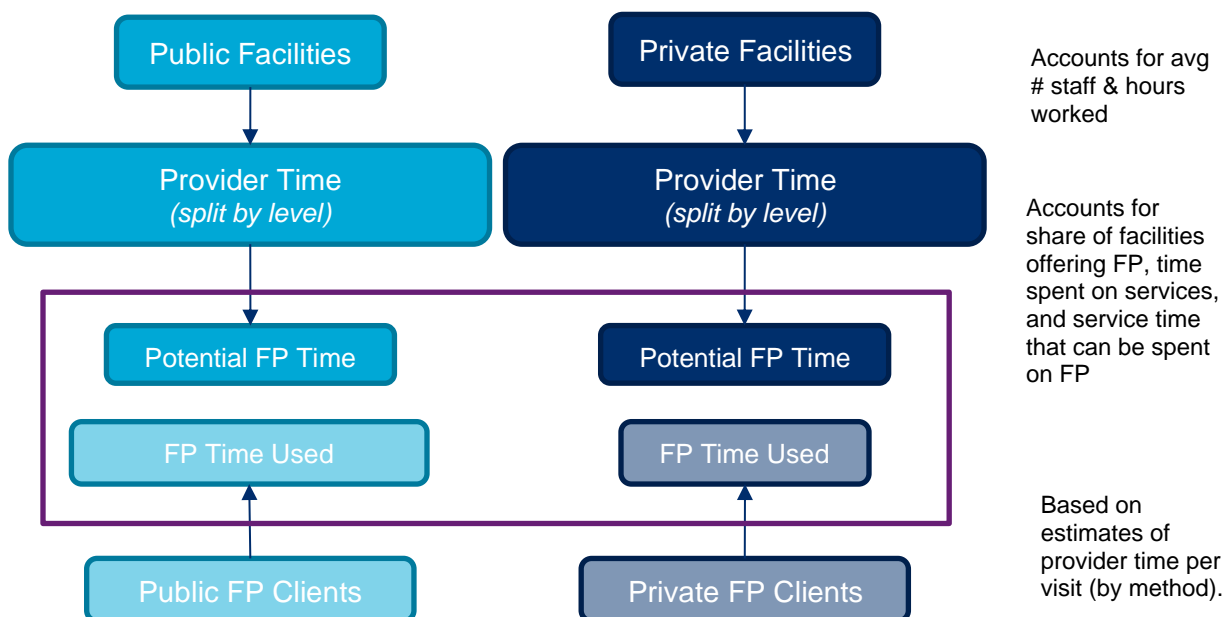 Public Facilities
Private Facilities
Accounts for avg
# staff & hours
worked
Provider Time
(split by level)
Provider Time
(split by level)
Accounts for
share of facilities
offering FP, time
spent on services,
and service time
that can be spent
on FP
Potential FP Time
Potential FP Time
FP Time Used
FP Time Used
Based on
estimates of
provider time per
visit (by method).
Public FP Clients
Private FP Clients